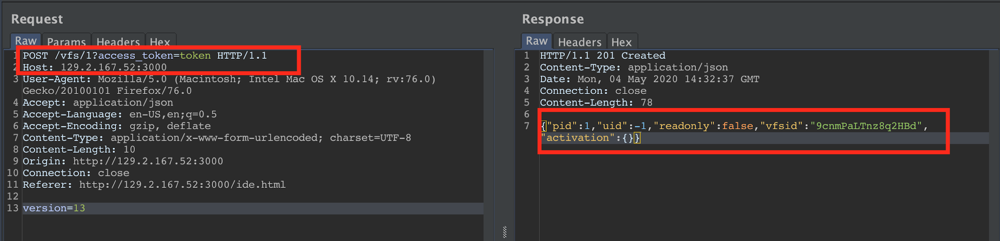 Request
Raw Params Headers Hex
1 POST /vfs/1?access_token=token HTTP/1.1
2 Host: 129.2.167.52:3000
3 User-Agent: Mozilla/5.0 (Macintosh; Intel Mac OS X 10.14; rv:76.0)
Gecko/20100101 Firefox/76.0
4 Accept: application/json
5 Accept-Language: en-US,en;q=0.5
6 Accept-Encoding: gzip, deflate
7 Content-Type: application/x-www-form-urlencoded; charset=UTF-8
8 Content-Length: 10
9 Origin: http://129.2.167.52:3000
10 Connection: close
11 Referer: http://129.2.167.52:3000/ide.html
12
13 version=13
Response
Raw Headers Hex
1 HTTP/1.1 201 Created
2 Content-Type: application/json
3 Date: Mon, 04 May 2020 14:32:37 GMT
4 Connection: close
5 Content-Length: 78
6
7 {"pid":1,"uid":-1,"readonly":false,"vfsid":"9cnmPaLTnz8q2HBd",
"activation":{}}